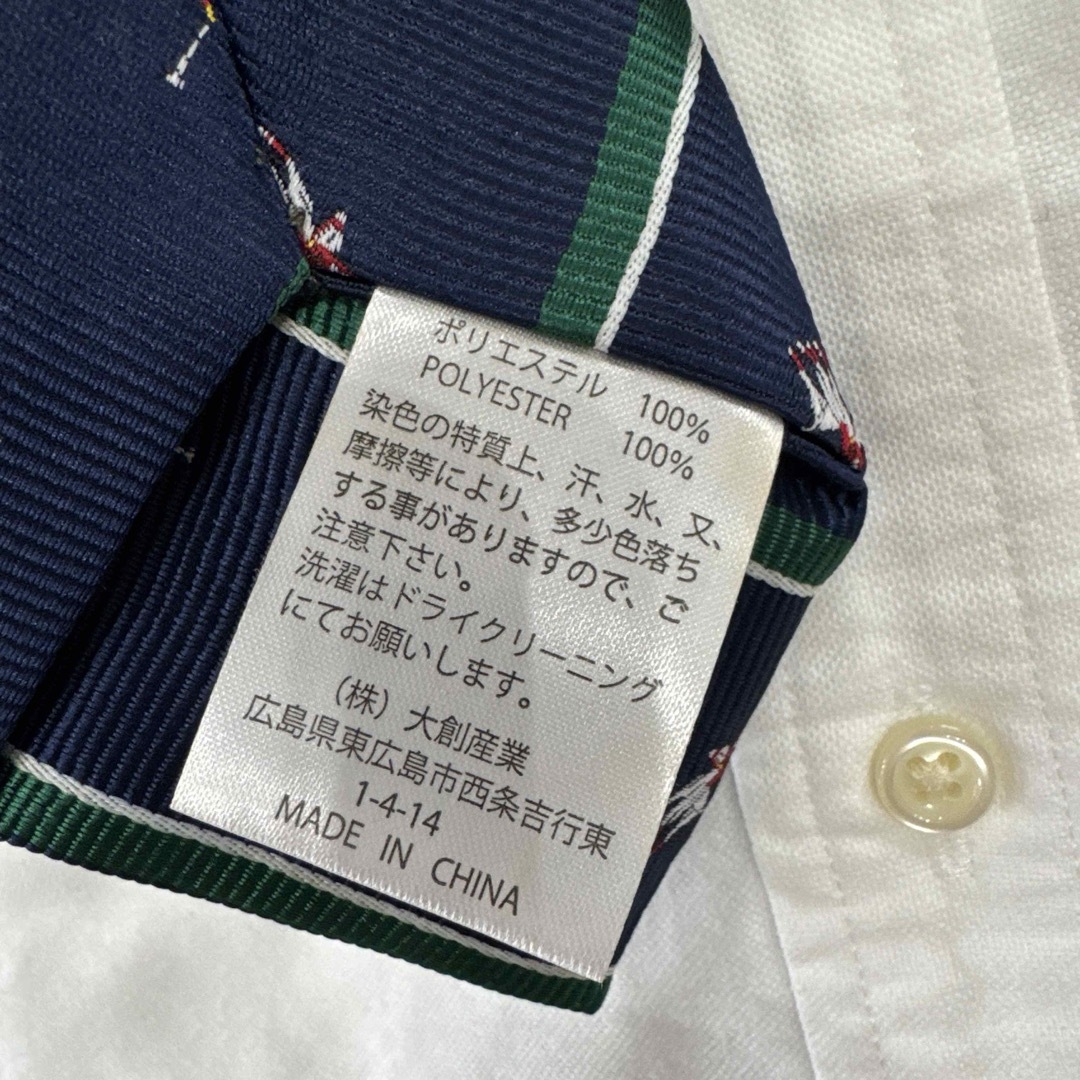 ポリエステル 100%
POLYESTER 100%
染色の特質上、汗、水、又、
摩擦等により、多少色落ち
する事がありますので、ご
注意下さい。
洗濯はドライクリーニング
にてお願いします。
(株) 大創産業
広島県東広島市西条吉行東
1-4-14
MADE IN CHINA